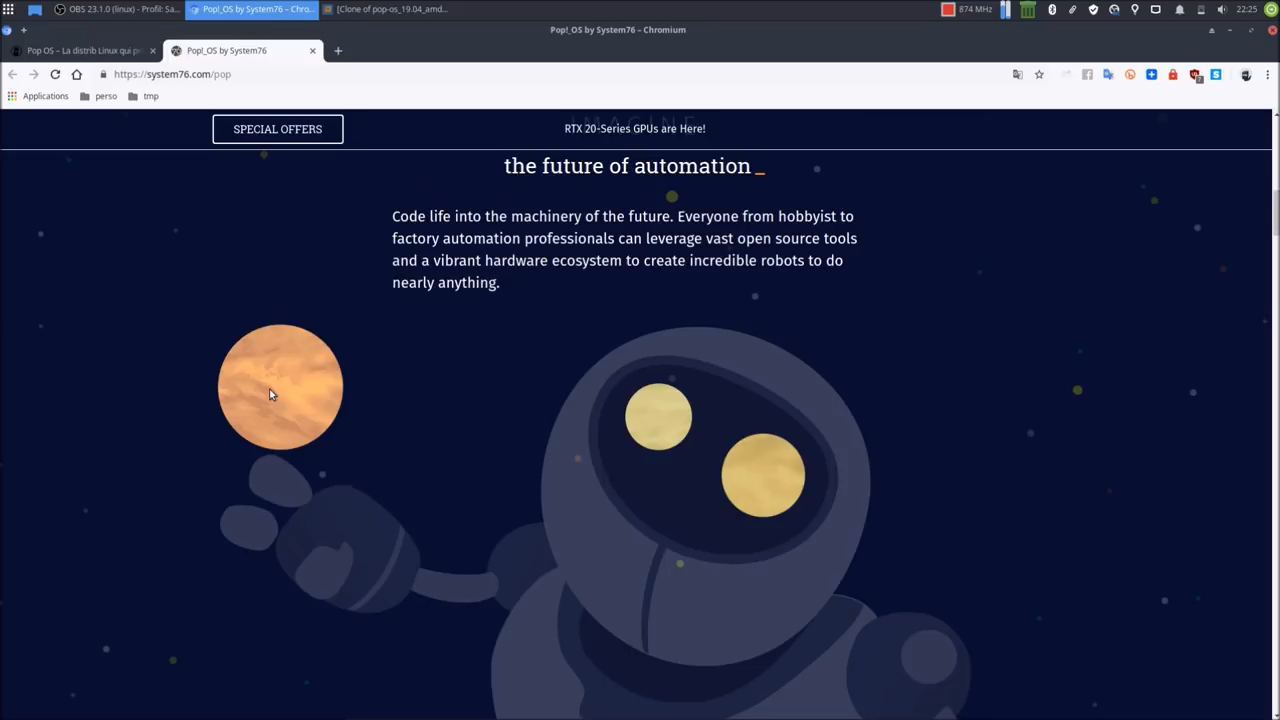 OBS 23.1.0 (linux) - Profil: Sa...
Pop!_OS by System76 – Chro...
[Clone of pop-os_19.04_amd...
874 MHz
22:25
Pop!_OS by System76 – Chromium
Pop OS – La distrib Linux qui p
Pop!_OS by System76
https://system76.com/pop
Applications
perso
tmp
SPECIAL OFFERS
IMAGINE
RTX 20-Series GPUs are Here!
the future of automation _
Code life into the machinery of the future. Everyone from hobbyist to
factory automation professionals can leverage vast open source tools
and a vibrant hardware ecosystem to create incredible robots to do
nearly anything.